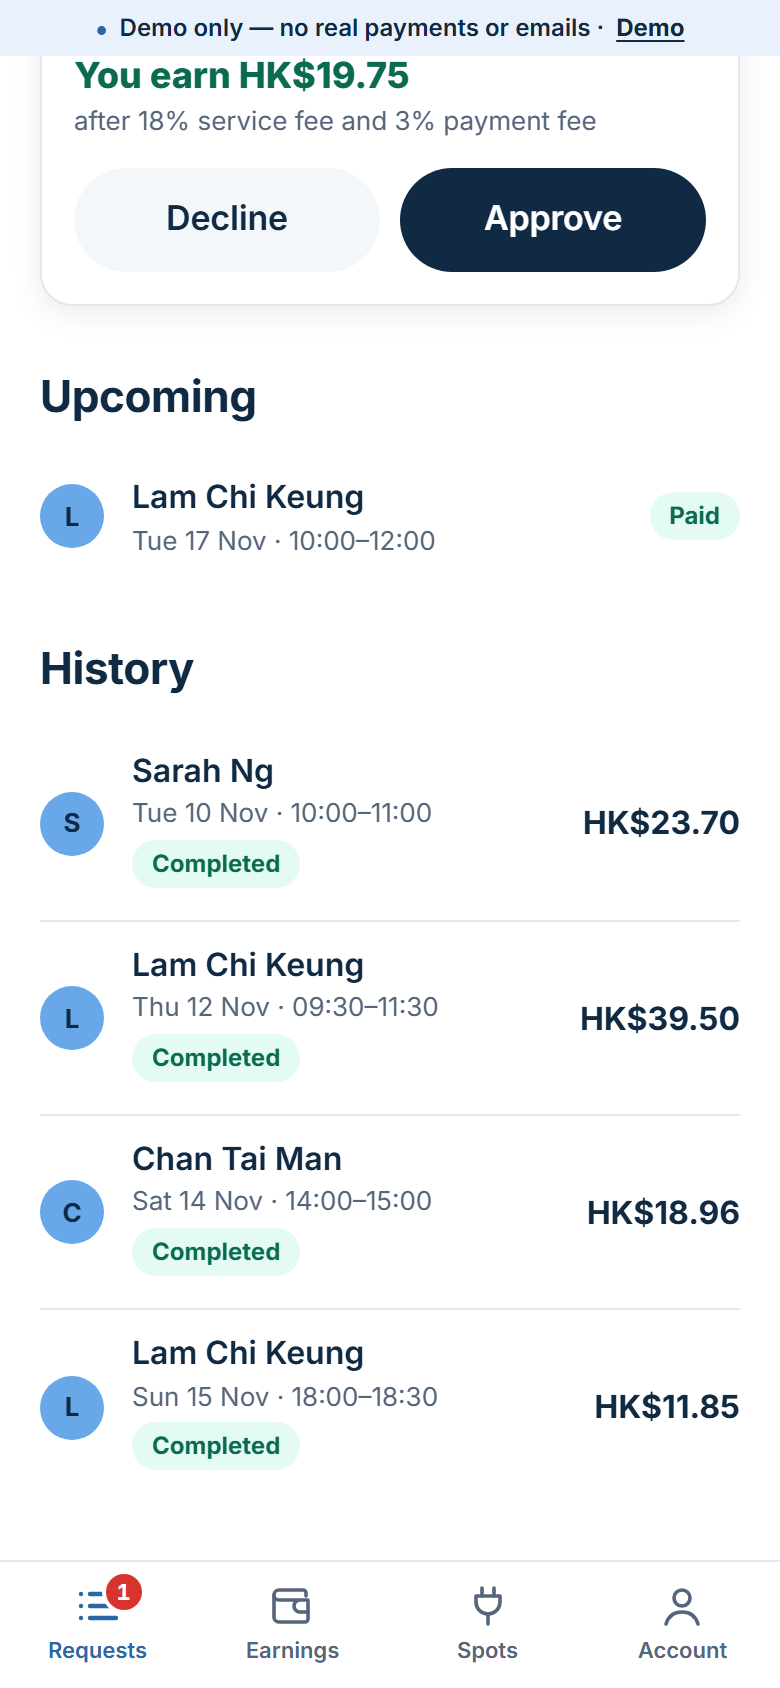 Demo only — no real payments or emails · Demo
You earn HK$19.75
after 18% service fee and 3% payment fee
Decline
Approve
Upcoming
L
Lam Chi Keung
Tue 17 Nov · 10:00–12:00
Paid
History
S
Sarah Ng
Tue 10 Nov · 10:00–11:00
Completed
HK$23.70
L
Lam Chi Keung
Thu 12 Nov · 09:30–11:30
Completed
HK$39.50
C
Chan Tai Man
Sat 14 Nov · 14:00–15:00
Completed
HK$18.96
L
Lam Chi Keung
Sun 15 Nov · 18:00–18:30
Completed
HK$11.85
1
Requests
Earnings
Spots
Account